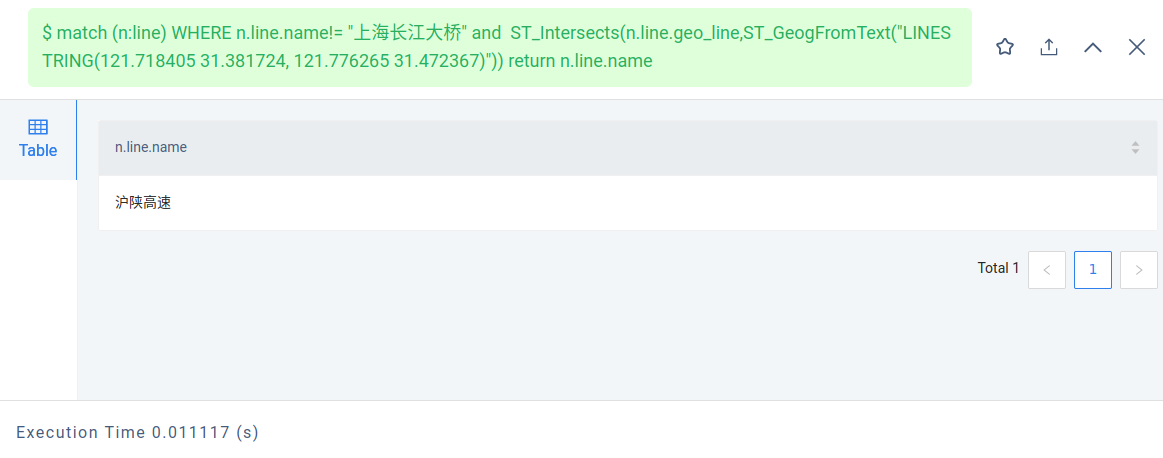 $ match (n:line) WHERE n.line.name!= "上海长江大桥" and  ST_Intersects(n.line.geo_line,ST_GeogFromText("LINES
TRING(121.718405 31.381724, 121.776265 31.472367)")) return n.line.name
Table
n.line.name
沪陕高速
Total 1 < 1 >
Execution Time 0.011117 (s)